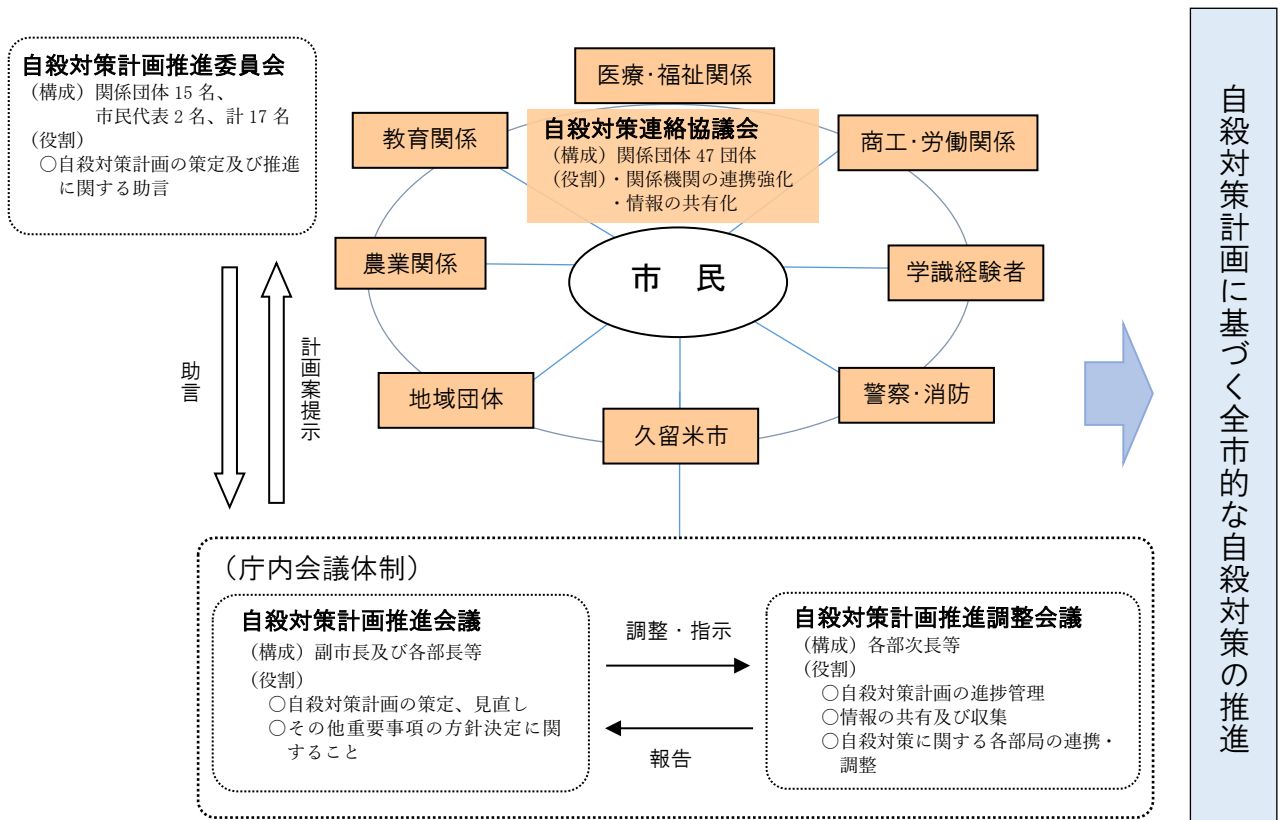 自殺対策計画推進委員会
（構成）関係団体 15 名、
市民代表 2 名、計 17 名
（役割）
○自殺対策計画の策定及び推進
に関する助言
医療・福祉関係
教育関係
自殺対策連絡協議会
（構成）関係団体 47 団体
（役割）・関係機関の連携強化
・情報の共有化
商工・労働関係
農業関係
市　民
学識経験者
地域団体
久留米市
警察・消防
助言
計画案提示
（庁内会議体制）
自殺対策計画推進会議
（構成）副市長及び各部長等
（役割）
○自殺対策計画の策定、見直し
○その他重要事項の方針決定に関
すること
調整・指示
報告
自殺対策計画推進調整会議
（構成）各部次長等
（役割）
○自殺対策計画の進捗管理
○情報の共有及び収集
○自殺対策に関する各部局の連携・
調整
自殺対策計画に基づく全市的な自殺対策の推進